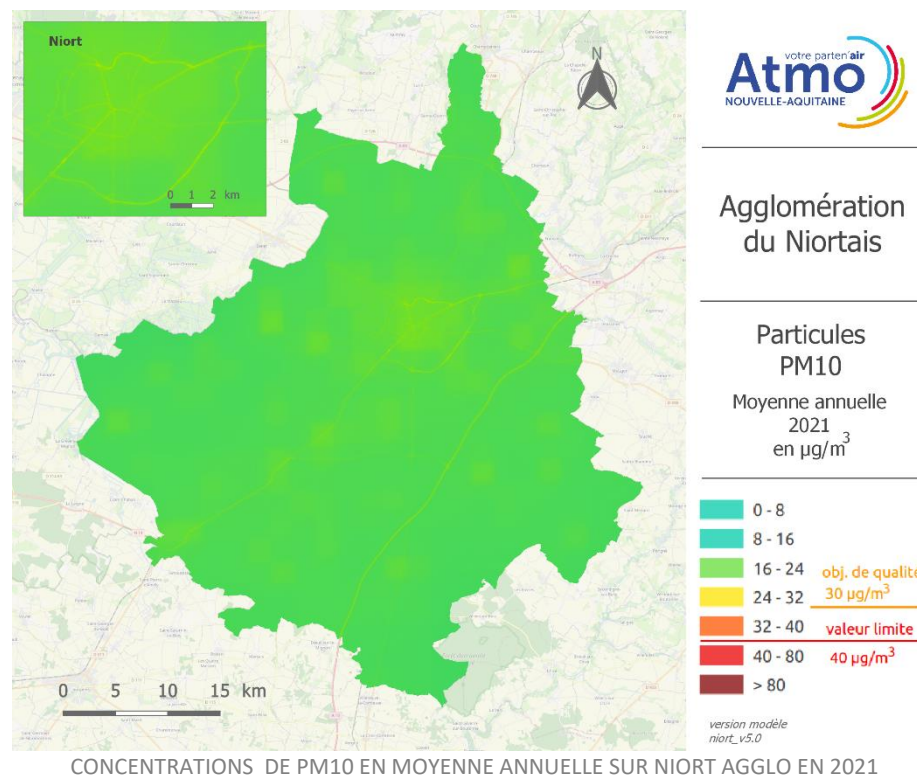 Niort
0 1 2 km
N
0 5 10 15 km
votre parten'air
Atmo
NOUVELLE-AQUITAINE
Agglomération
du Niortais
Particules
PM10
Moyenne annuelle
2021
en µg/m³
0 - 8
8 - 16
16 - 24 obj. de qualité
24 - 32 30 µg/m³
32 - 40 valeur limite
40 - 80 40 µg/m³
> 80
version modèle
niort_v5.0
CONCENTRATIONS DE PM10 EN MOYENNE ANNUELLE SUR NIORT AGGLO EN 2021